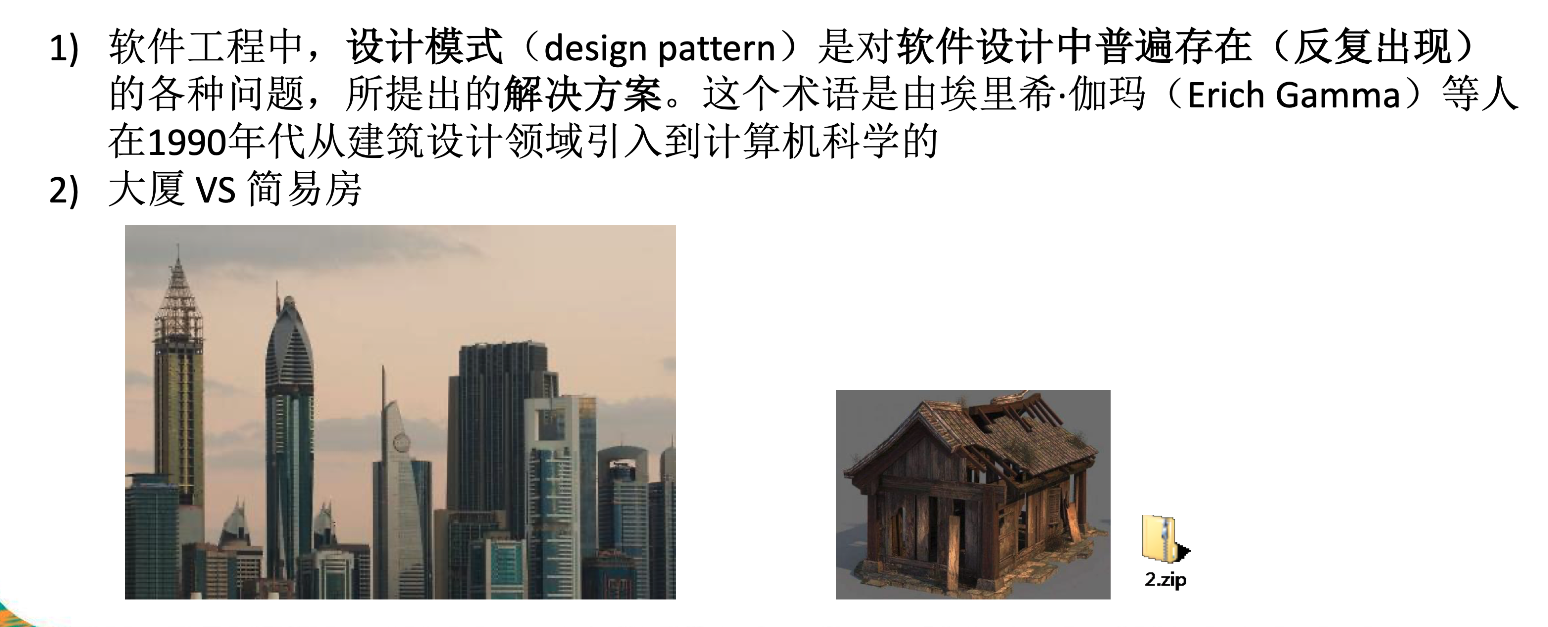 1) 软件工程中，设计模式（design pattern）是对软件设计中普遍存在（反复出现）
的各种问题，所提出的解决方案。这个术语是由埃里希·伽玛（Erich Gamma）等人
在1990年代从建筑设计领域引入到计算机科学的
2) 大厦 VS 简易房
2.zip